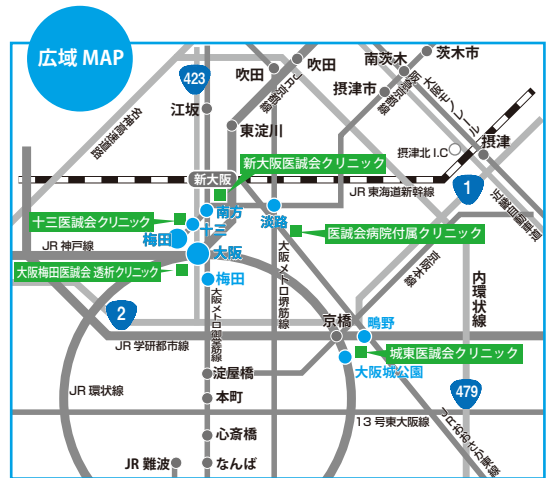 広域 MAP
423
吹田
吹田
南茨木
茨木市
JR京都線
阪急京都線
大阪モノレール
摂津市
江坂
名神高速道路
東淀川
摂津北 I.C
摂津
新大阪医誠会クリニック
新大阪
JR 東海道新幹線
1
近畿自動車道
十三医誠会クリニック
南方
十三
淡路
梅田
医誠会病院付属クリニック
JR 神戸線
大阪
京阪本線
大阪梅田医誠会 透析クリニック
梅田
大阪メトロ堺筋線
大阪メトロ御堂筋線
内環状線
2
京橋
鴫野
JR 学研都市線
城東医誠会クリニック
大阪城公園
淀屋橋
JR 環状線
479
本町
13 号東大阪線
心斎橋
JRおおさか東線
JR 難波
なんば